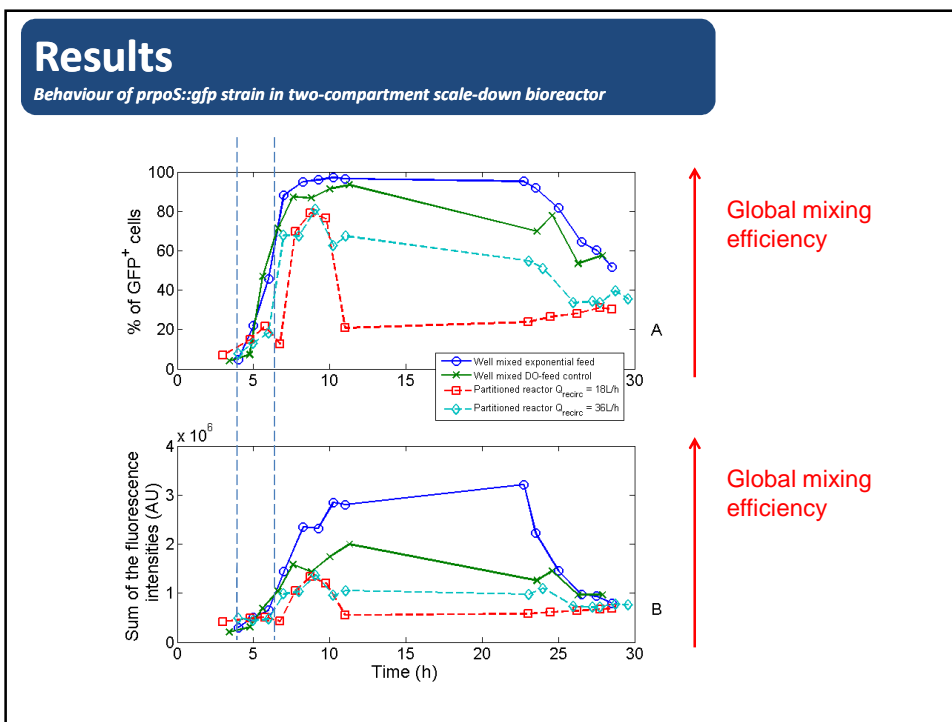 Results
Behaviour of prpoS::gfp strain in two-compartment scale-down bioreactor
100
80
60
40
20
0
% of GFP+ cells
0
5
10
15
20
25
30
A
Well mixed exponential feed
Well mixed DO-feed control
Partitioned reactor Qrecirc = 18L/h
Partitioned reactor Qrecirc = 36L/h
Global mixing
efficiency
4
x 10^6
3
2
1
0
Sum of the fluorescence
intensities (AU)
0
5
10
15
20
25
30
Time (h)
B
Global mixing
efficiency